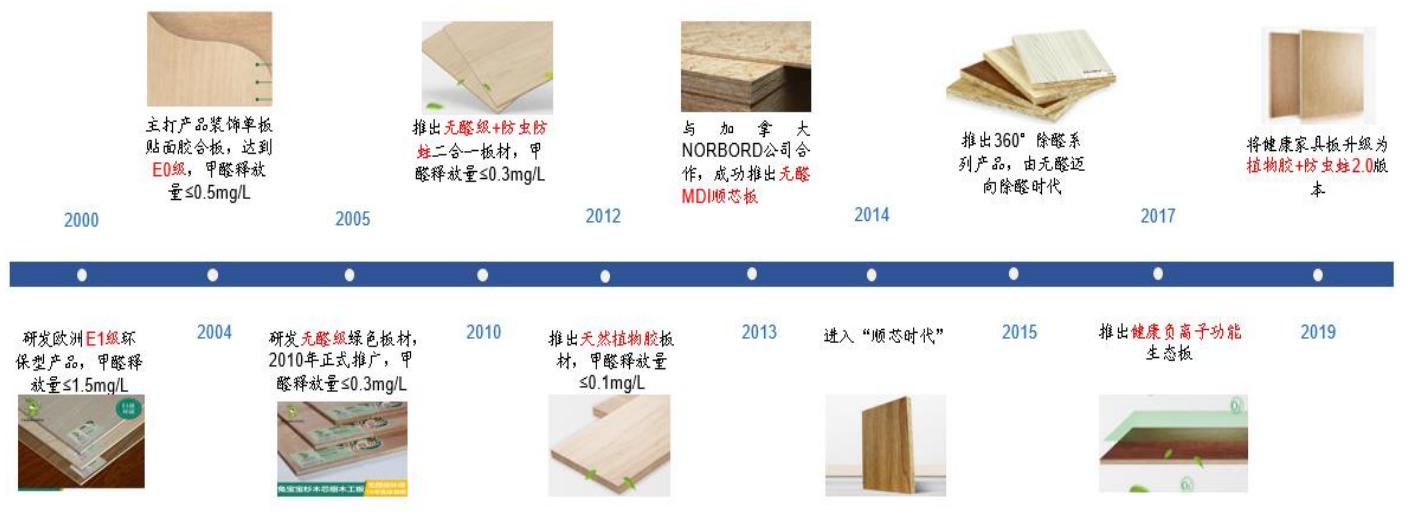 主打产品装饰单板
贴面胶合板，达到
E0级，甲醛释放
量≤0.5mg/L
推出无醛级+防虫防
蛀二合一板材，甲
醛释放量≤0.3mg/L
与加拿大
NORBORD公司合
作，成功推出无醛
MDI顺芯板
推出360°除醛系
列产品，由无醛迈
向除醛时代
将健康家具板升级为
植物胶+防虫蛀2.0版
本
2000
2005
2012
2014
2017
研发欧洲E1级环
保型产品，甲醛释
放量≤1.5mg/L
2004
研发无醛级绿色板材，
2010年正式推广，甲
醛释放量≤0.3mg/L
2010
推出天然植物胶板
材，甲醛释放量
≤0.1mg/L
2013
进入“顺芯时代”
2015
推出健康负离子功能
生态板
2019
兔宝宝杉木芯细木工板